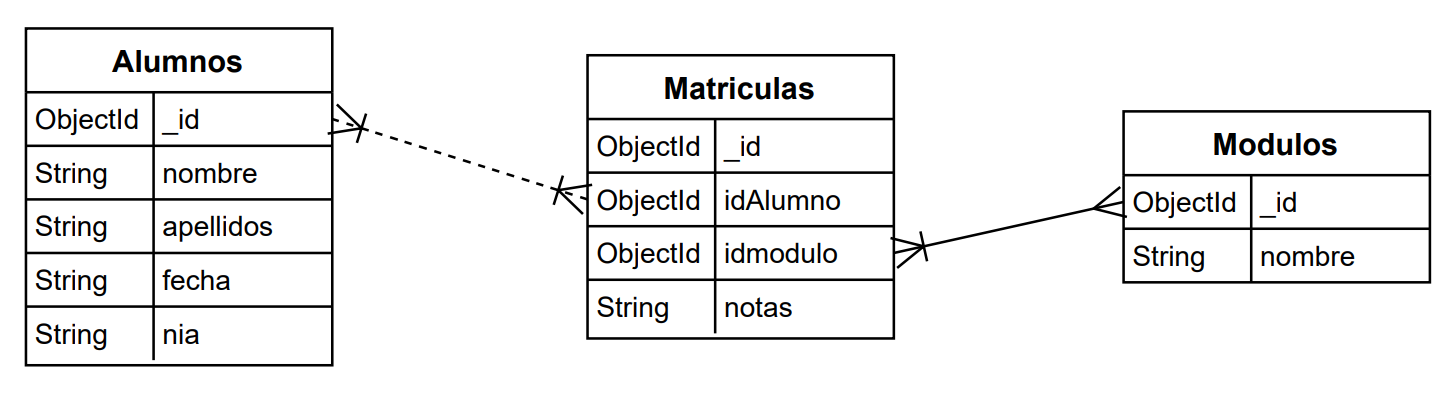 Alumnos
ObjectId _id
String nombre
String apellidos
String fecha
String nia
Matriculas
ObjectId _id
ObjectId idAlumno
ObjectId idmodulo
String notas
Modulos
ObjectId _id
String nombre